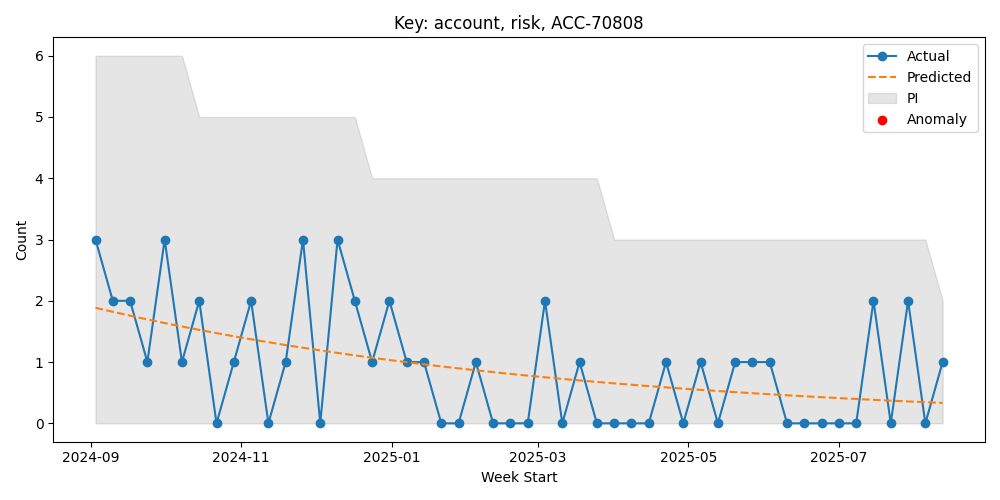 Key: account, risk, ACC-70808
Actual
Predicted
PI
Anomaly
Count
6
5
4
3
2
1
0
2024-09
2024-11
2025-01
2025-03
2025-05
2025-07
Week Start